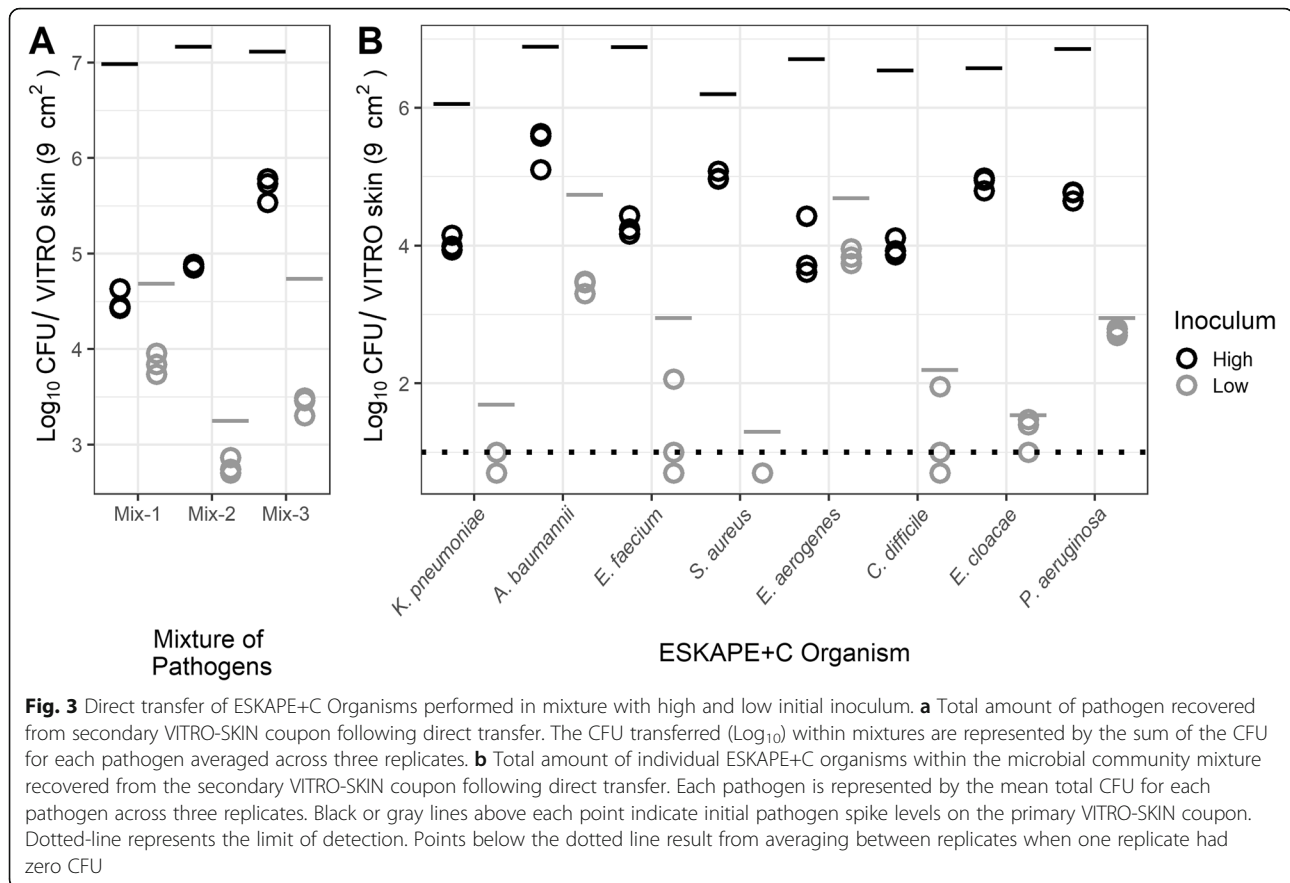 A
B
Log₁₀ CFU/ VITRO skin (9 cm²)
7
6
5
4
3
Mix-1 Mix-2 Mix-3
Mixture of
Pathogens
Log₁₀ CFU/ VITRO skin (9 cm²)
6
4
2
K. pneumoniae
A. baumannii
E. faecium
S. aureus
E. aerogenes
C. difficile
E. cloacae
P. aeruginosa
ESKAPE+C Organism
Inoculum
High
Low
Fig. 3 Direct transfer of ESKAPE+C Organisms performed in mixture with high and low initial inoculum. a Total amount of pathogen recovered
from secondary VITRO-SKIN coupon following direct transfer. The CFU transferred (Log₁₀) within mixtures are represented by the sum of the CFU
for each pathogen averaged across three replicates. b Total amount of individual ESKAPE+C organisms within the microbial community mixture
recovered from the secondary VITRO-SKIN coupon following direct transfer. Each pathogen is represented by the mean total CFU for each
pathogen across three replicates. Black or gray lines above each point indicate initial pathogen spike levels on the primary VITRO-SKIN coupon.
Dotted-line represents the limit of detection. Points below the dotted line result from averaging between replicates when one replicate had
zero CFU